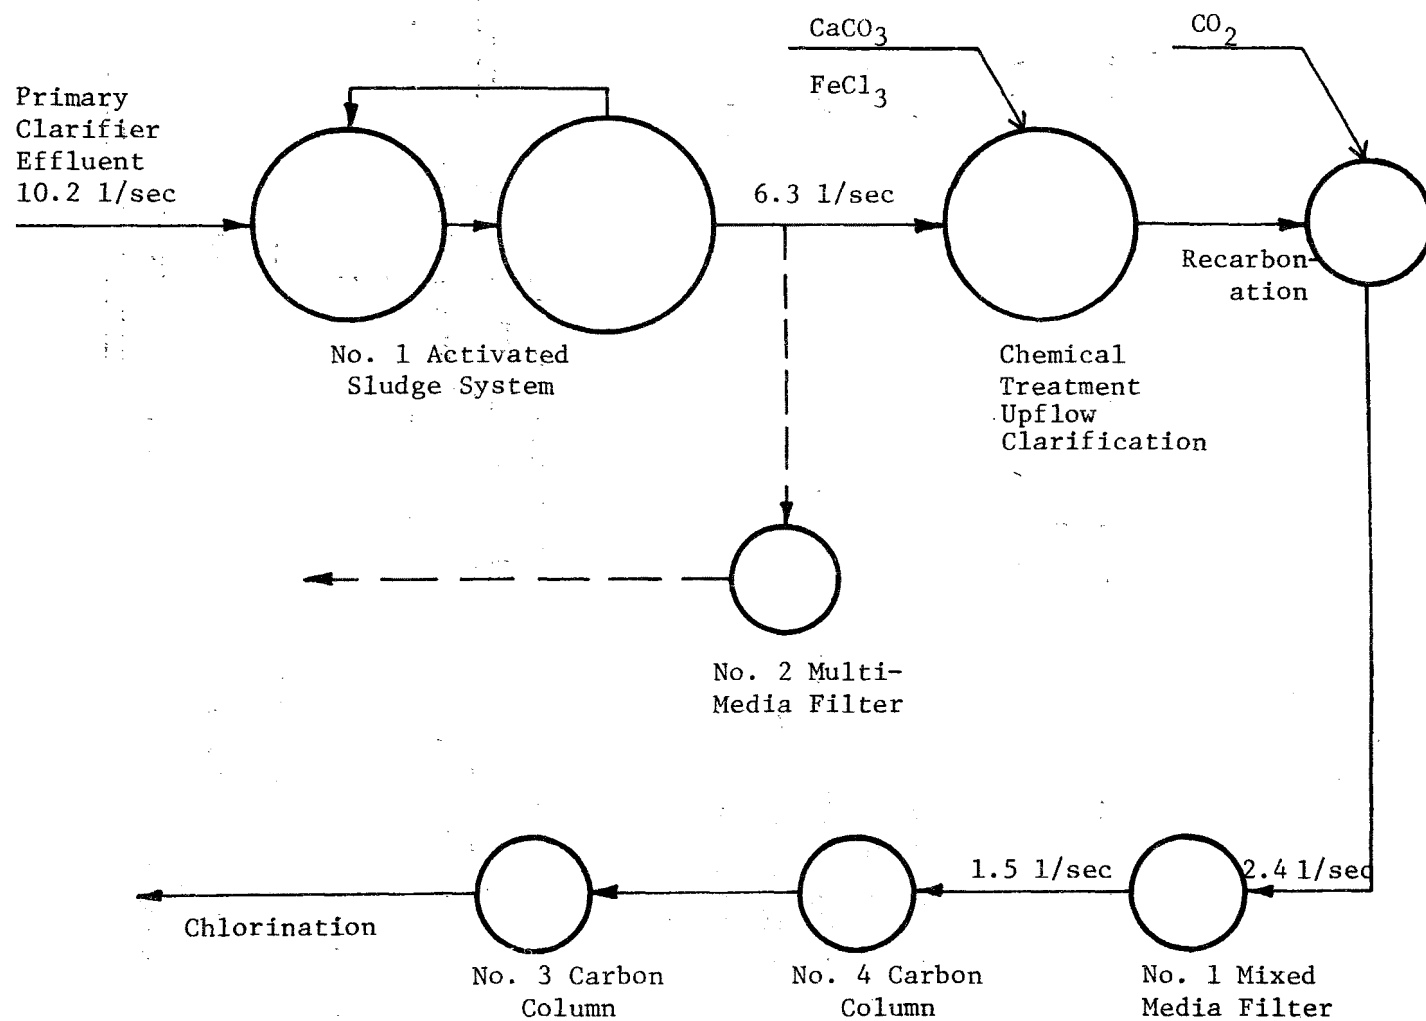 CaCO3
FeCl3
CO2
Primary
Clarifier
Effluent
10.2 l/sec
6.3 l/sec
Recarbon-
ation
No. 1 Activated
Sludge System
Chemical
Treatment
Upflow
Clarification
No. 2 Multi-
Media Filter
1.5 l/sec
2.4 l/sec
Chlorination
No. 3 Carbon
Column
No. 4 Carbon
Column
No. 1 Mixed
Media Filter